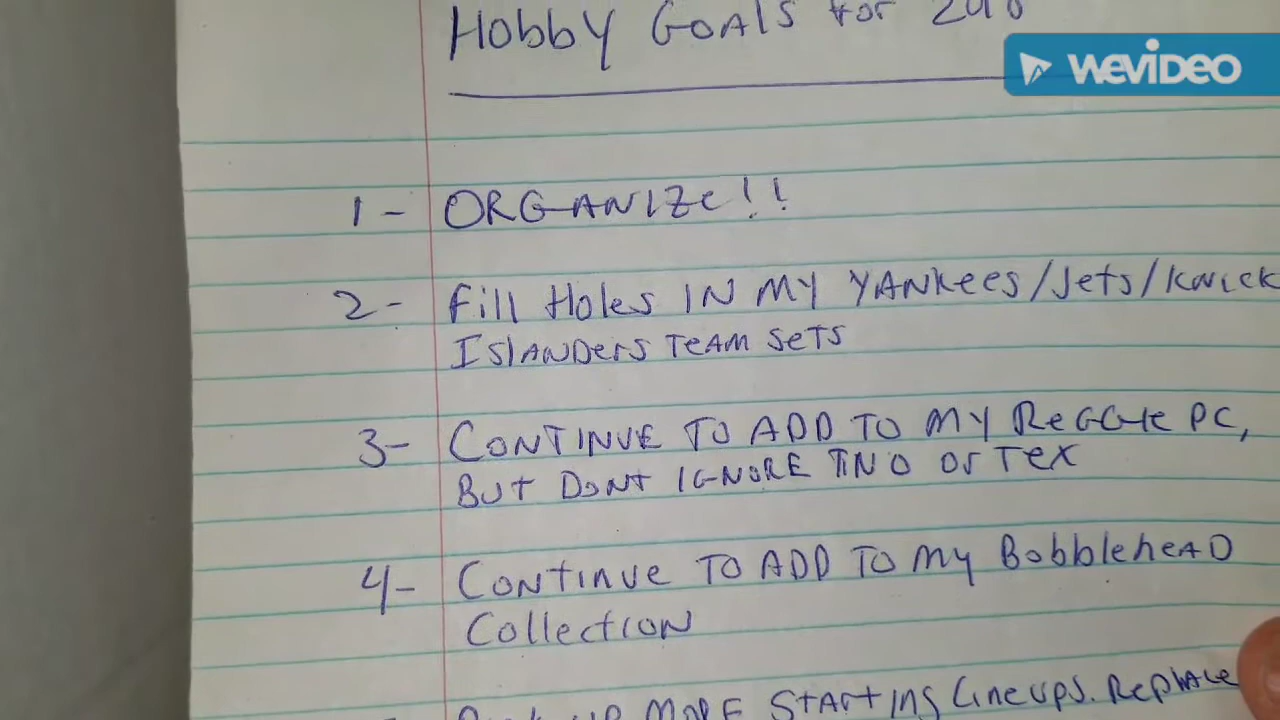 Hobby Goals for
WEVIDEO
1- ORGANIZe!!
2- fill Holes IN MY YANkees/Jets/KNICK
ISLANDers TeAM seTs
3- CONTINUE TO ADD TO MY ReGGIe PC,
BuT DoNT IGNORE TINO or Tex
4- CoNTINue TO ADD TO My BobbleheAD
CollectIoN
UP MORE STArTING LINeups. RePlAce